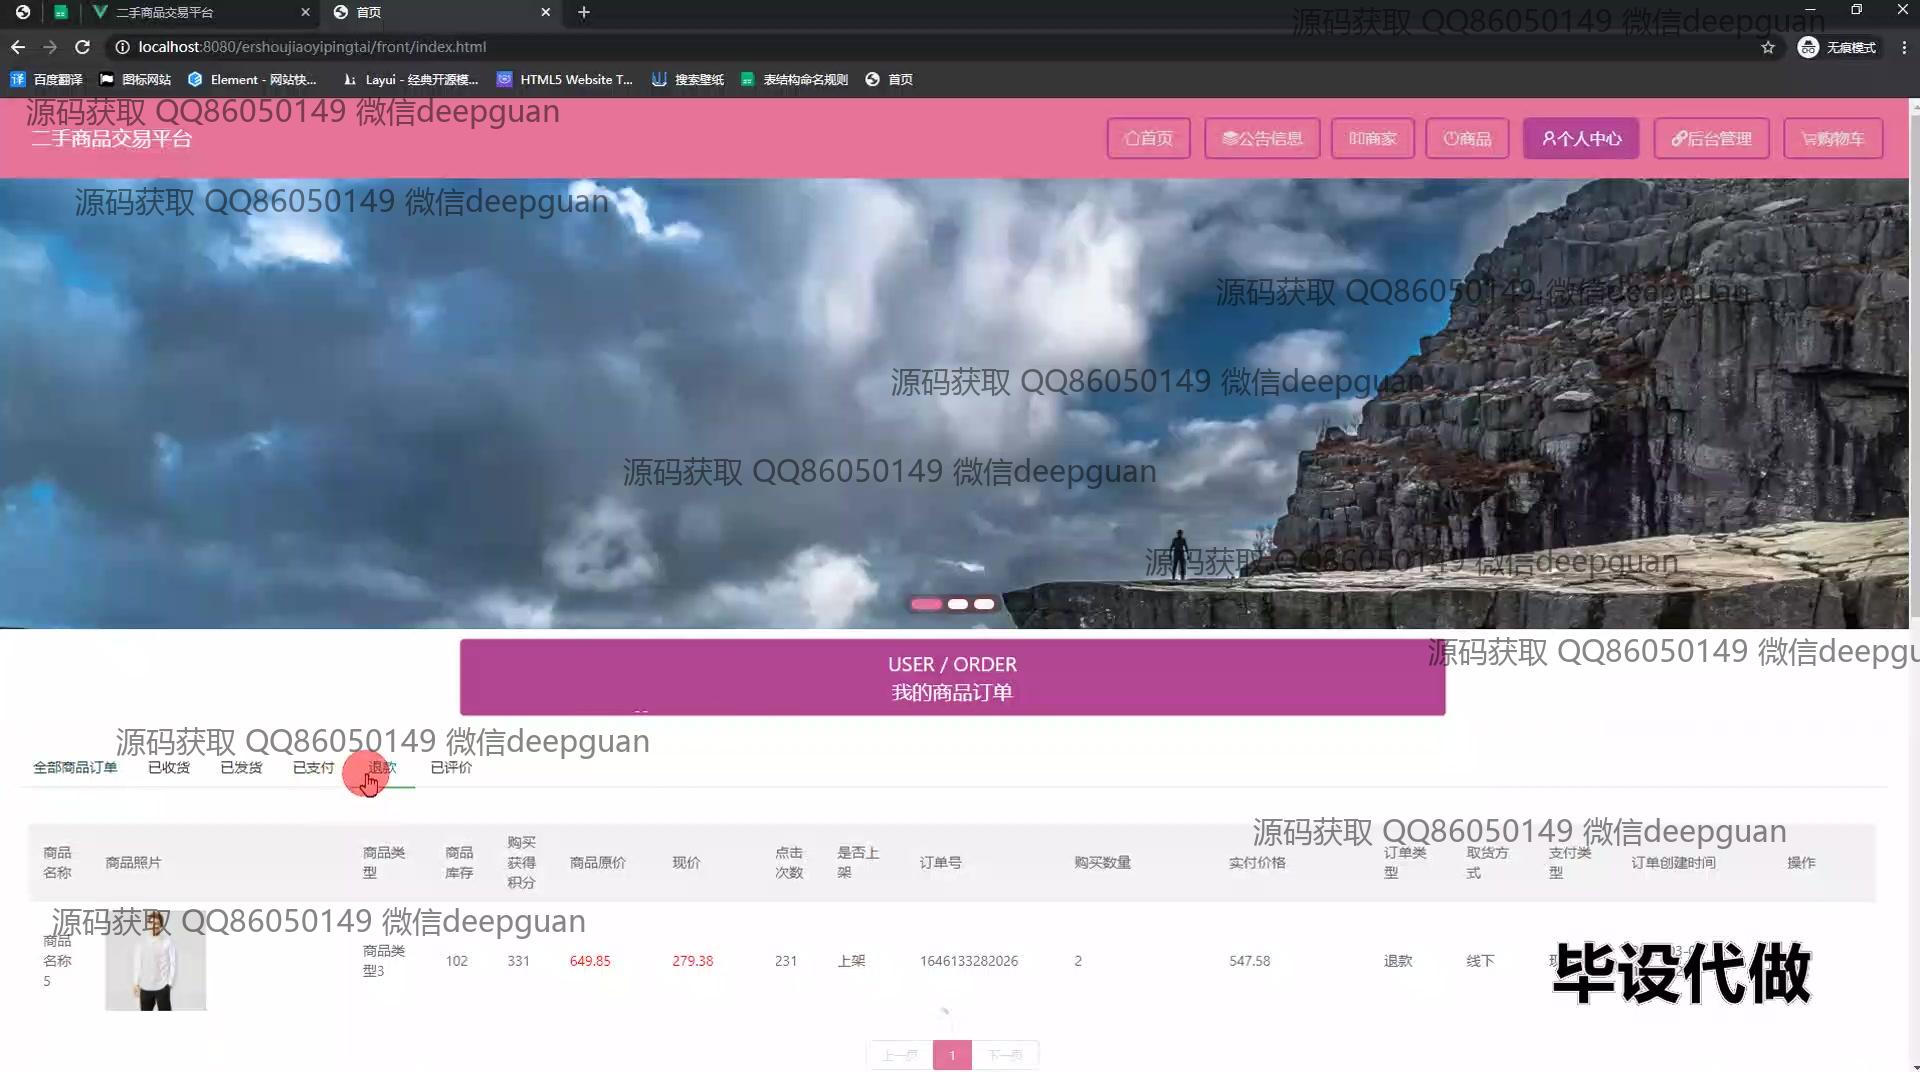 二手商品交易平台
首页
localhost:8080/ershoujiaoyipingtai/front/index.html
无痕模式
百度翻译
图标网站
Element - 网站快...
Layui - 经典开源模...
HTML5 Website T...
搜索壁纸
表结构命名规则
首页
源码获取 QQ86050149 微信deepguan
源码获取 QQ86050149 微信deepguan
二手商品交易平台
首页
公告信息
商家
商品
个人中心
后台管理
购物车
源码获取 QQ86050149 微信deepguan
源码获取 QQ86050149 微信deepguan
源码获取 QQ86050149 微信deepguan
源码获取 QQ86050149 微信deepguan
源码获取 QQ86050149 微信deepguan
USER / ORDER
我的商品订单
源码获取 QQ86050149 微信deepgu
源码获取 QQ86050149 微信deepguan
全部商品订单
已收货
已发货
已支付
退款
已评价
源码获取 QQ86050149 微信deepguan
商品名称
商品照片
商品类型
商品库存
购买获得积分
商品原价
现价
点击次数
是否上架
订单号
购买数量
实付价格
订单类型
取货方式
支付类型
订单创建时间
操作
源码获取 QQ86050149 微信deepguan
商品名称5
商品类型3
102
331
649.85
279.38
231
上架
1646133282026
2
547.58
退款
线下
毕设代做
上一页
1
下一页